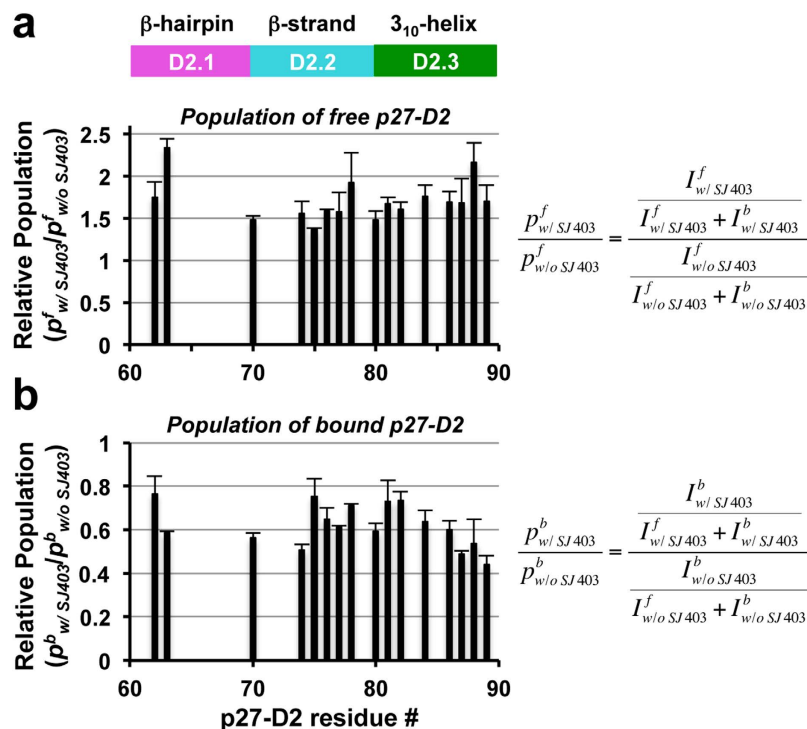 a
β-hairpin β-strand 3₁₀-helix
D2.1 D2.2 D2.3
60 70 80 90
Population of free p27-D2
Relative Population
(pᶠw/ SJ403/pᶠw/o SJ403)
2.5
2
1.5
1
0.5
0
60 70 80 90
pᶠw/ SJ403 / pᶠw/o SJ403 = (Iᶠw/ SJ403 / (Iᶠw/ SJ403 + Iᵇw/ SJ403)) / (Iᶠw/o SJ403 / (Iᶠw/o SJ403 + Iᵇw/o SJ403))
b
Population of bound p27-D2
Relative Population
(pᵇw/ SJ403/pᵇw/o SJ403)
1
0.8
0.6
0.4
0.2
0
60 70 80 90
p27-D2 residue #
pᵇw/ SJ403 / pᵇw/o SJ403 = (Iᵇw/ SJ403 / (Iᶠw/ SJ403 + Iᵇw/ SJ403)) / (Iᵇw/o SJ403 / (Iᶠw/o SJ403 + Iᵇw/o SJ403))